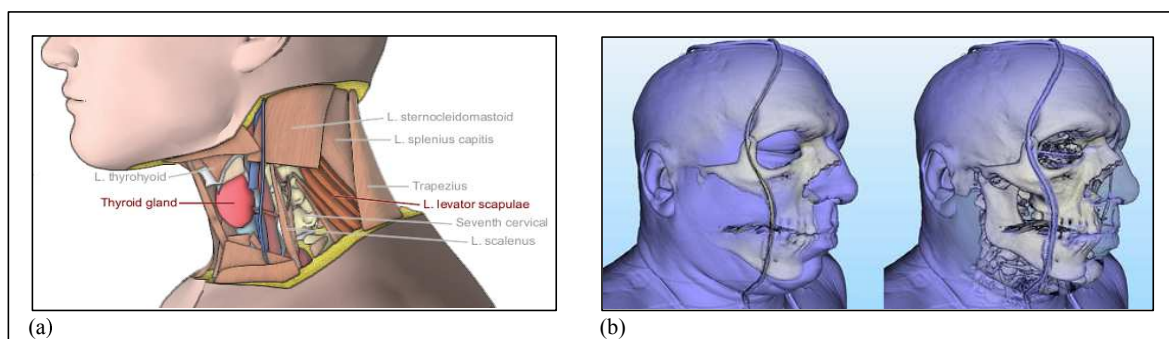 L. sternocleidomastoid
L. splenius capitis
L. thyrohyoid
Trapezius
Thyroid gland
L. levator scapulae
Seventh cervical
L. scalenus
(a)
(b)